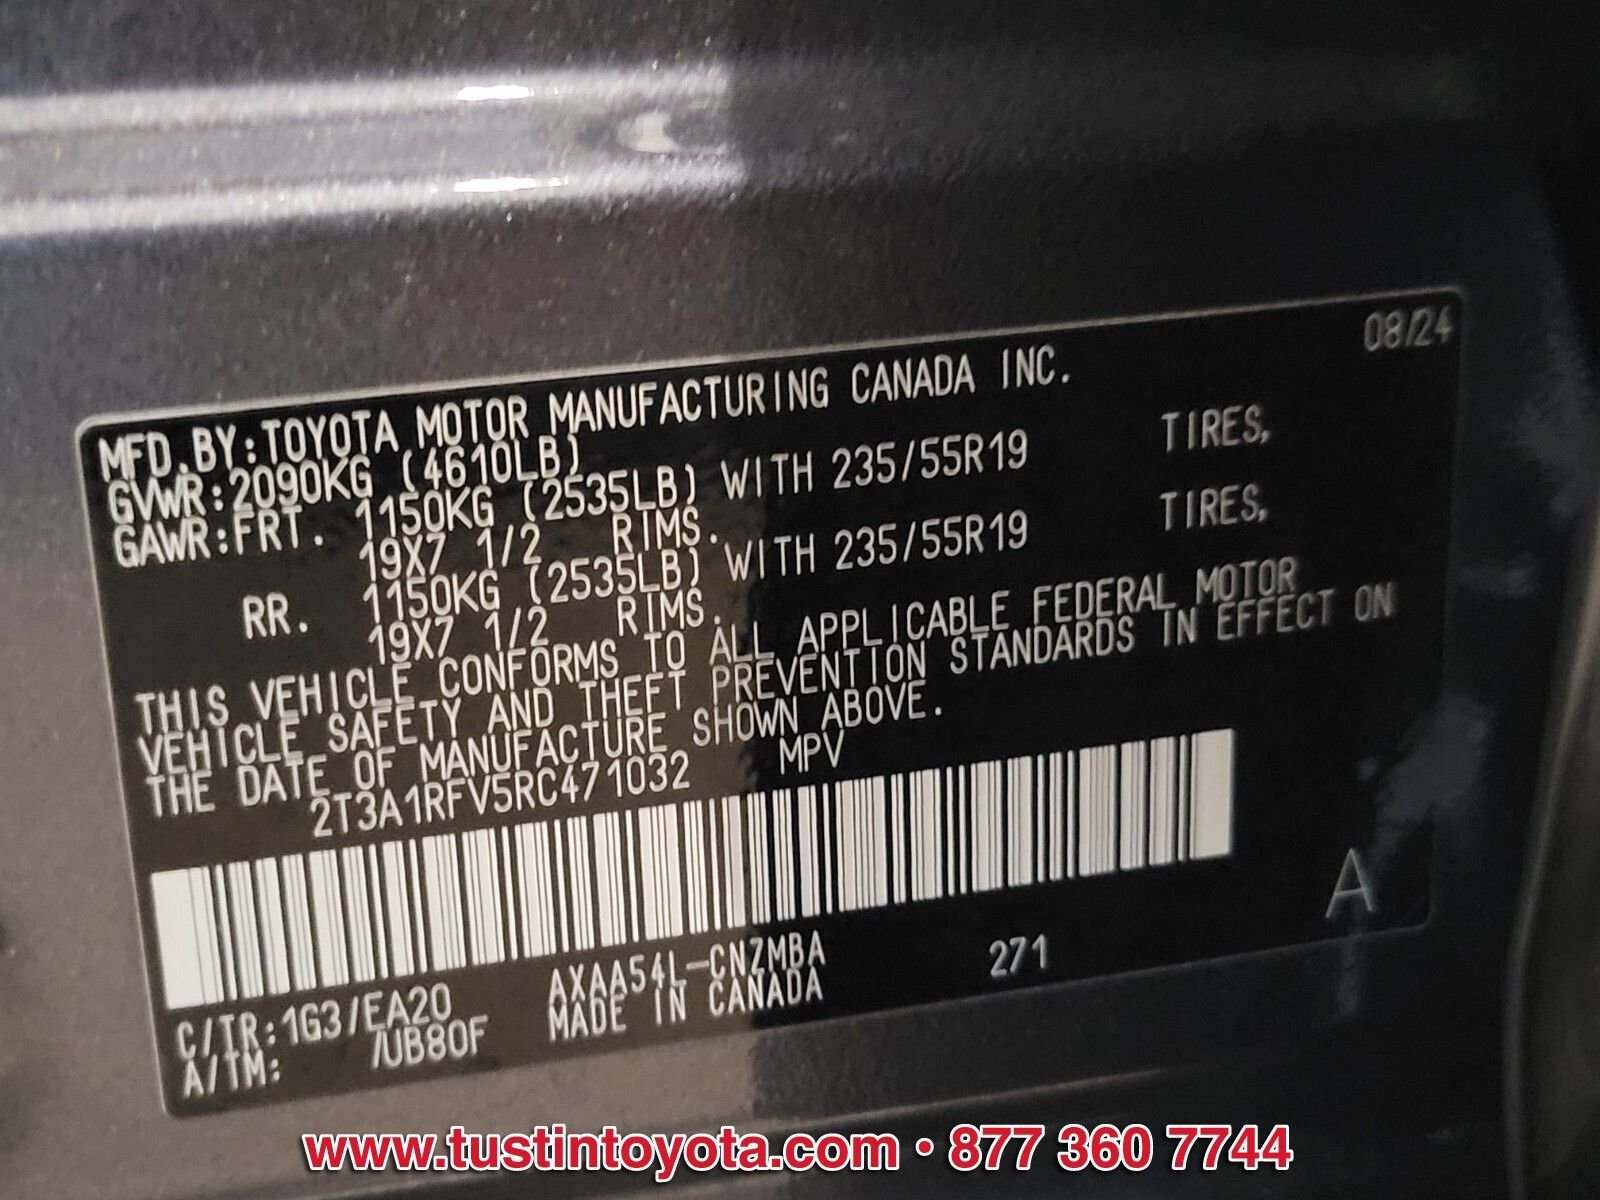 08/24
MFD.BY:TOYOTA MOTOR MANUFACTURING CANADA INC.
GVWR:2090KG (4610LB)
GAWR:FRT. 1150KG (2535LB) WITH 235/55R19 TIRES,
19X7 1/2 RIMS.
RR. 1150KG (2535LB) WITH 235/55R19 TIRES,
19X7 1/2 RIMS.
THIS VEHICLE CONFORMS TO ALL APPLICABLE FEDERAL MOTOR
VEHICLE SAFETY AND THEFT PREVENTION STANDARDS IN EFFECT ON
THE DATE OF MANUFACTURE SHOWN ABOVE.
2T3A1RFV5RC471032 MPV
A
C/TR:1G3/EA20 AXAA54L-CNZMBA 271
A/TM: /UB80F MADE IN CANADA
www.tustintoyota.com • 877 360 7744